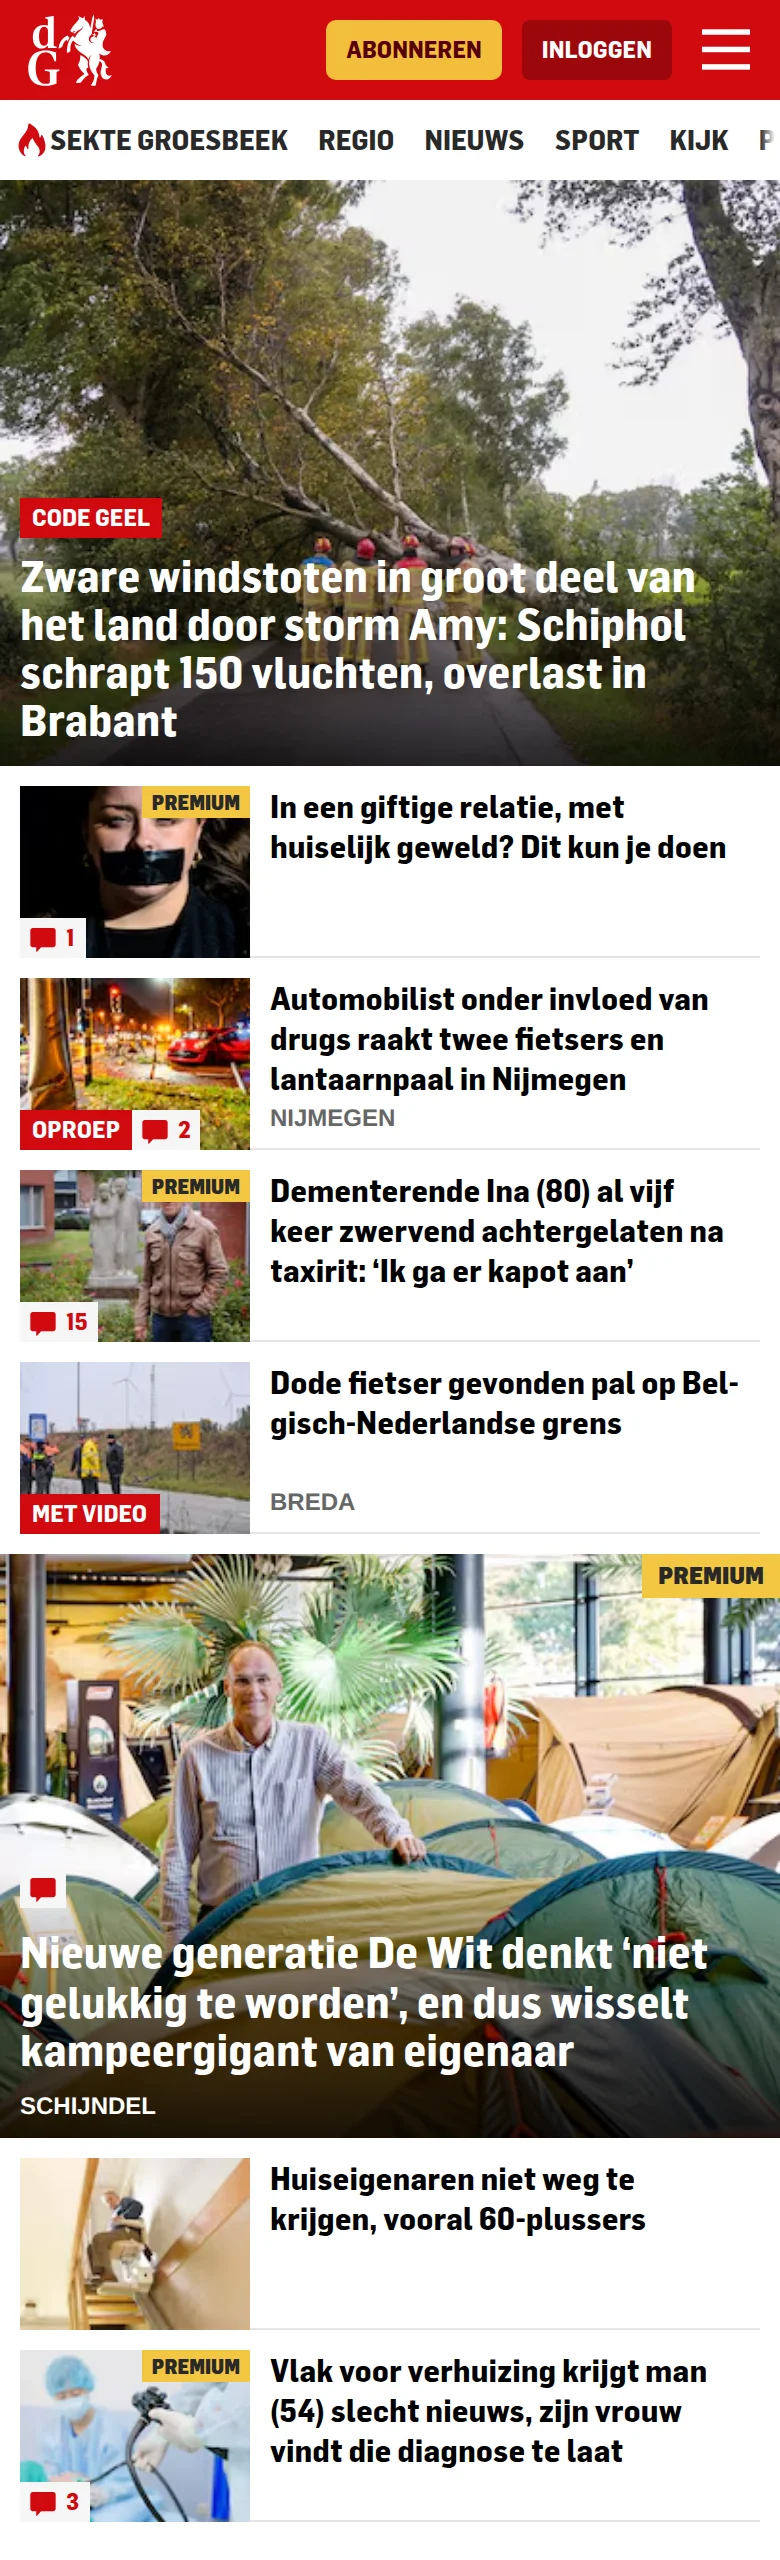 dG
ABONNEREN
INLOGGEN
SEKTE GROESBEEK REGIO NIEUWS SPORT KIJK P
CODE GEEL
Zware windstoten in groot deel van
het land door storm Amy: Schiphol
schrapt 150 vluchten, overlast in
Brabant
PREMIUM
1
In een giftige relatie, met
huiselijk geweld? Dit kun je doen
OPROEP
2
Automobilist onder invloed van
drugs raakt twee fietsers en
lantaarnpaal in Nijmegen
NIJMEGEN
PREMIUM
15
Dementerende Ina (80) al vijf
keer zwervend achtergelaten na
taxirit: ‘Ik ga er kapot aan’
MET VIDEO
Dode fietser gevonden pal op Bel-
gisch-Nederlandse grens
BREDA
PREMIUM
Nieuwe generatie De Wit denkt ‘niet
gelukkig te worden’, en dus wisselt
kampeergigant van eigenaar
SCHIJNDEL
Huiseigenaren niet weg te
krijgen, vooral 60-plussers
PREMIUM
3
Vlak voor verhuizing krijgt man
(54) slecht nieuws, zijn vrouw
vindt die diagnose te laat